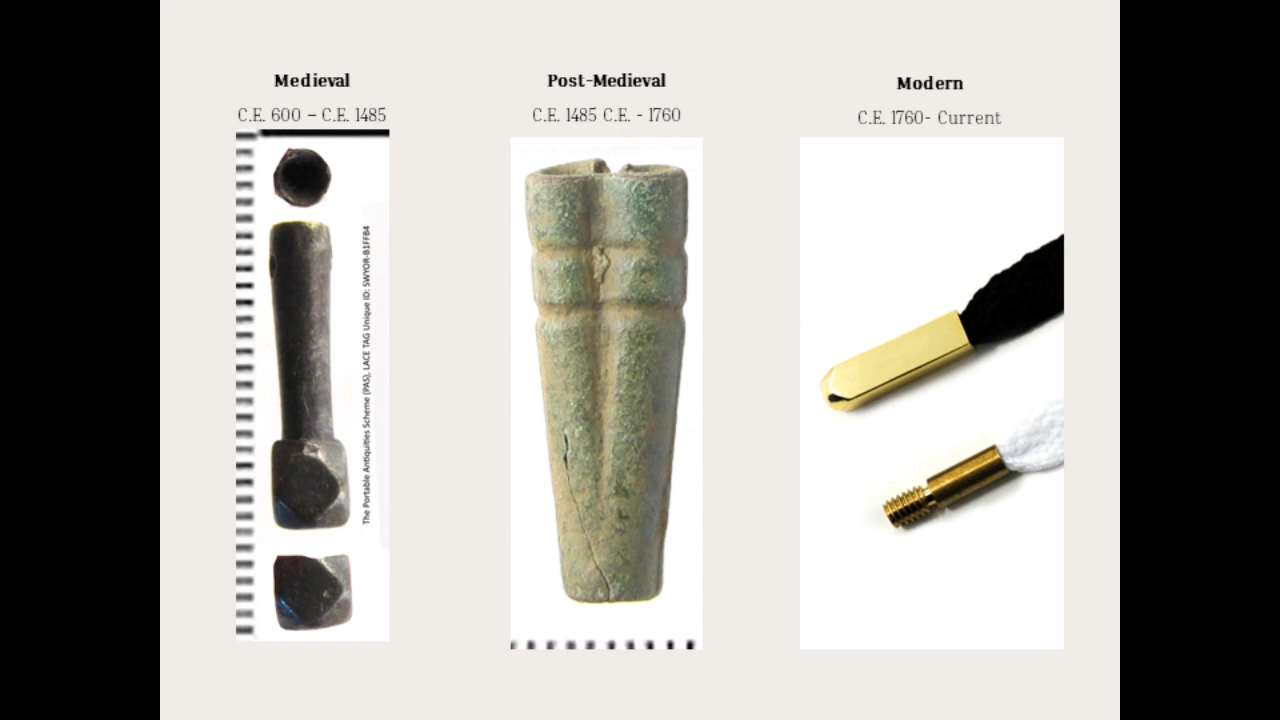 Medieval
C.E. 600 – C.E. 1485
Post-Medieval
C.E. 1485 C.E. - 1760
Modern
C.E. 1760- Current
The Portable Antiquities Scheme (PAS), LACE TAG Unique ID: SWYOR-B1FFB4